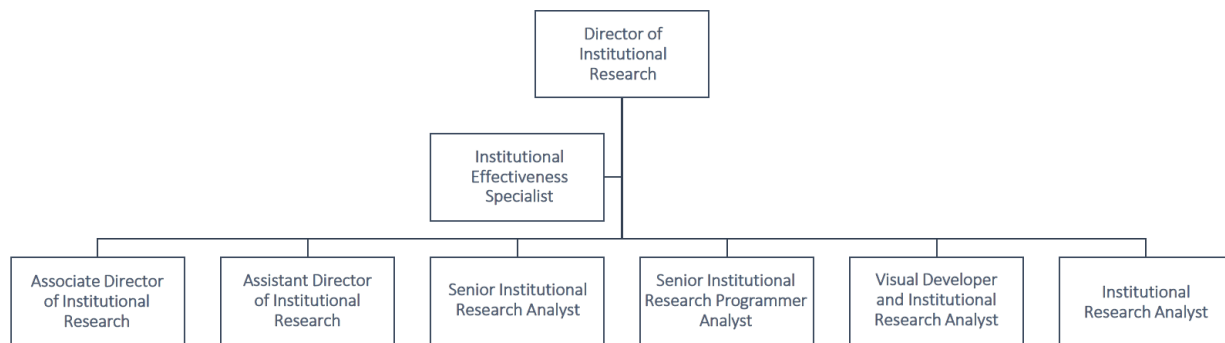 Director of
Institutional
Research
Institutional
Effectiveness
Specialist
Associate Director
of Institutional
Research
Assistant Director
of Institutional
Research
Senior Institutional
Research Analyst
Senior Institutional
Research Programmer
Analyst
Visual Developer
and Institutional
Research Analyst
Institutional
Research Analyst